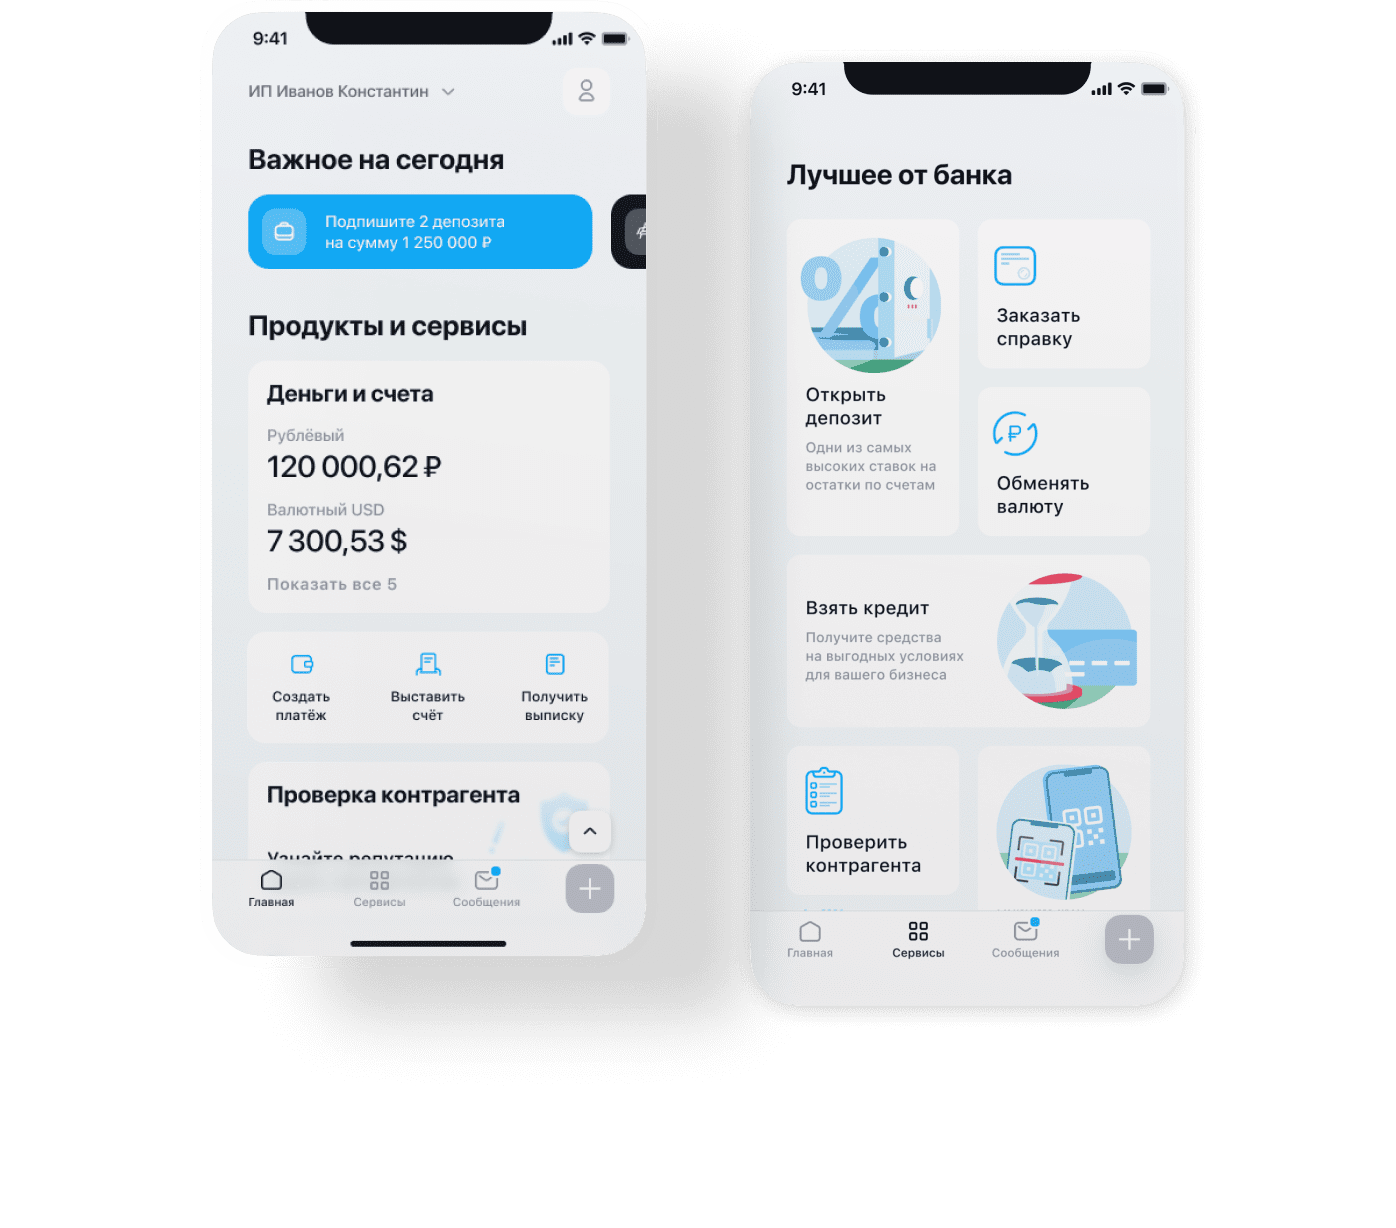 9:41
ИП Иванов Константин
Важное на сегодня
Подпишите 2 депозита
на сумму 1 250 000 ₽
Продукты и сервисы
Деньги и счета
Рублёвый
120 000,62 ₽
Валютный USD
7 300,53 $
Показать все 5
Создать
платёж
Выставить
счёт
Получить
выписку
Проверка контрагента
Узнайте репутацию
Главная
Сервисы
Сообщения
9:41
Лучшее от банка
Открыть
депозит
Одни из самых
высоких ставок на
остатки по счетам
Заказать
справку
Обменять
валюту
Взять кредит
Получите средства
на выгодных условиях
для вашего бизнеса
Проверить
контрагента
Главная
Сервисы
Сообщения